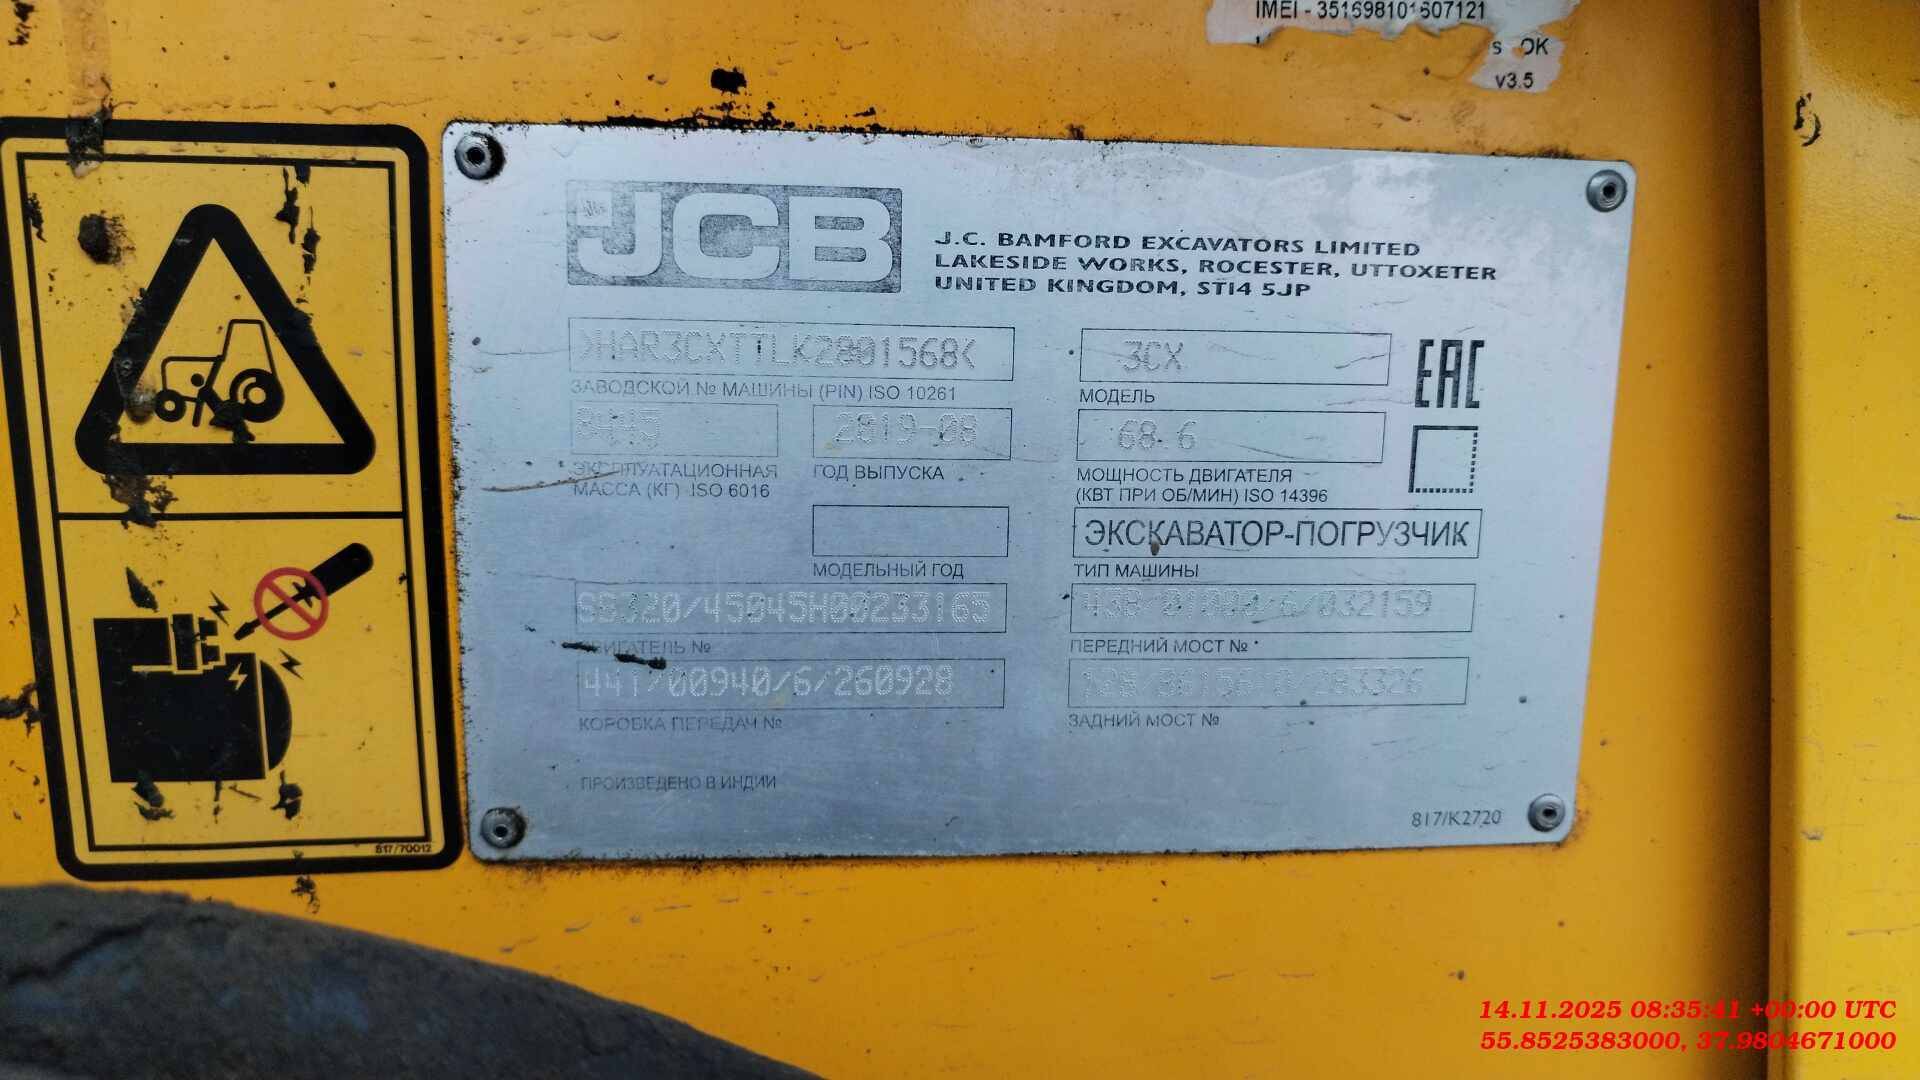 IMEI - 351698101607121
s OK
v3.5
JCB
J.C. BAMFORD EXCAVATORS LIMITED
LAKESIDE WORKS, ROCESTER, UTTOXETER
UNITED KINGDOM, ST14 5JP
>HAR3CXTTLK2801568<
3CX
EAC
ЗАВОДСКОЙ № МАШИНЫ (PIN) ISO 10261
МОДЕЛЬ
8445
2019-08
68.6
ЭКСПЛУАТАЦИОННАЯ
МАССА (КГ) ISO 6016
ГОД ВЫПУСКА
МОЩНОСТЬ ДВИГАТЕЛЯ
(КВТ ПРИ ОБ/МИН) ISO 14396
ЭКСКАВАТОР-ПОГРУЗЧИК
МОДЕЛЬНЫЙ ГОД
ТИП МАШИНЫ
SB320/45045H00233165
ДВИГАТЕЛЬ №
ПЕРЕДНИЙ МОСТ №
441/00940/6/260928
КОРОБКА ПЕРЕДАЧ №
ЗАДНИЙ МОСТ №
ПРОИЗВЕДЕНО В ИНДИИ
817/K2720
817/70012
14.11.2025 08:35:41 +00:00 UTC
55.8525383000, 37.9804671000